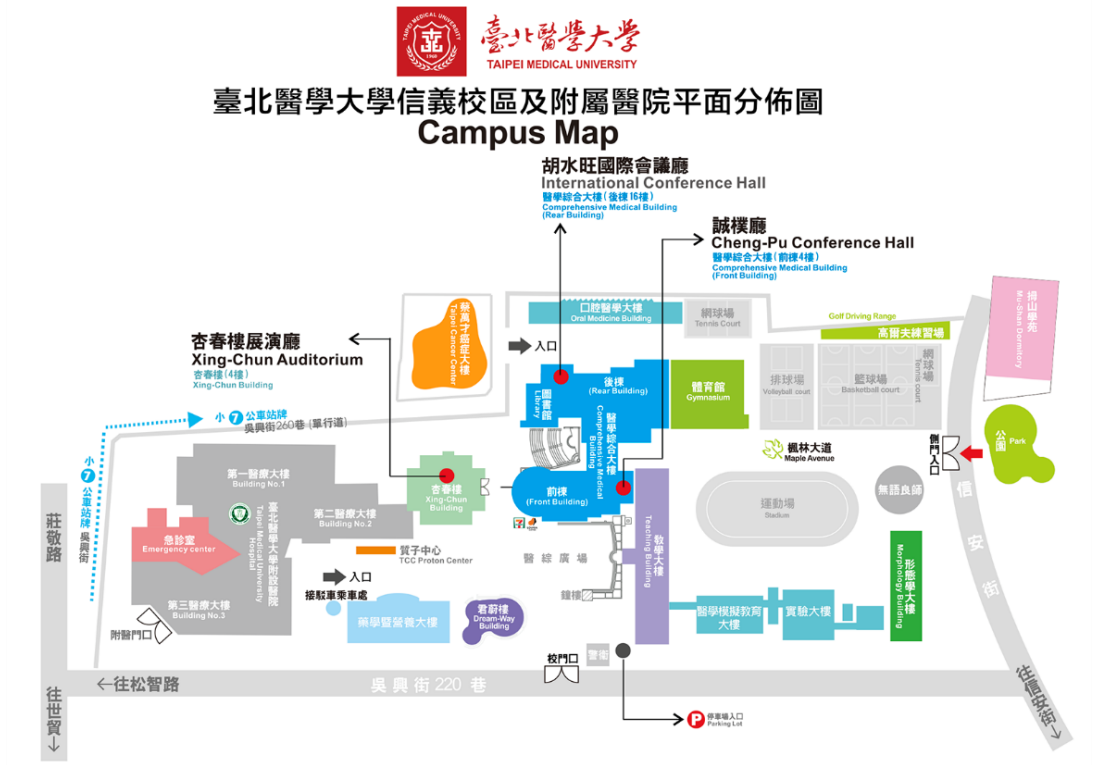 臺北醫學大學
TAIPEI MEDICAL UNIVERSITY
TAIPEI MEDICAL UNIVERSITY
1960
臺北醫學大學信義校區及附屬醫院平面分佈圖
Campus Map
胡水旺國際會議廳
International Conference Hall
醫學綜合大樓(後棟16樓)
Comprehensive Medical Building
(Rear Building)
誠樸廳
Cheng-Pu Conference Hall
醫學綜合大樓(前棟4樓)
Comprehensive Medical Building
(Front Building)
杏春樓展演廳
Xing-Chun Auditorium
杏春樓(4樓)
Xing-Chun Building
蔡萬才癌症大樓
Taipei Cancer Center
口腔醫學大樓
Oral Medicine Building
網球場
Tennis Court
Golf Driving Range
高爾夫練習場
拇山學苑
Mu-Shan Dormitory
入口
後棟
(Rear Building)
圖書館
Library
體育館
Gymnasium
排球場
Volleyball court
籃球場
Basketball court
網球場
Tennis court
小7公車站牌
吳興街260巷 (單行道)
小7公車站牌 吳興街
醫學綜合大樓
Comprehensive Medical
Building
楓林大道
Maple Avenue
側門入口
公園
Park
第一醫療大樓
Building No.1
第二醫療大樓
Building No.2
臺北醫學大學附設醫院
Taipei Medical University
Hospital
急診室
Emergency center
第三醫療大樓
Building No.3
附醫門口
杏春樓
Xing-Chun
Building
前棟
(Front Building)
7
教學大樓
Teaching Building
運動場
Stadium
無語良師
形態學大樓
Morphology Building
質子中心
TCC Proton Center
醫綜廣場
鐘樓
入口
接駁車乘車處
藥學暨營養大樓
君蔚樓
Dream-Way
Building
醫學模擬教育
大樓
實驗大樓
校門口
警衛
莊敬路
往世貿↓
←往松智路
吳興街220巷
信安街
往信安街↓
P
停車場入口
Parking Lot